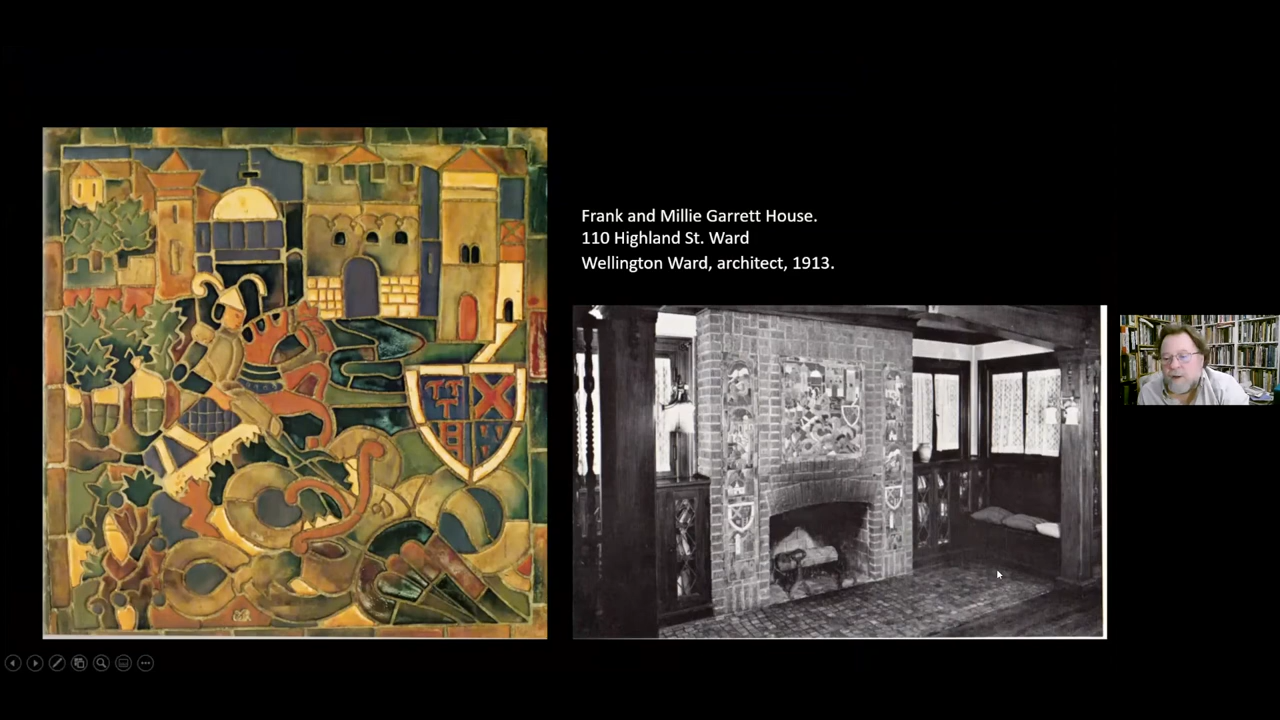 Frank and Millie Garrett House.
110 Highland St. Ward
Wellington Ward, architect, 1913.